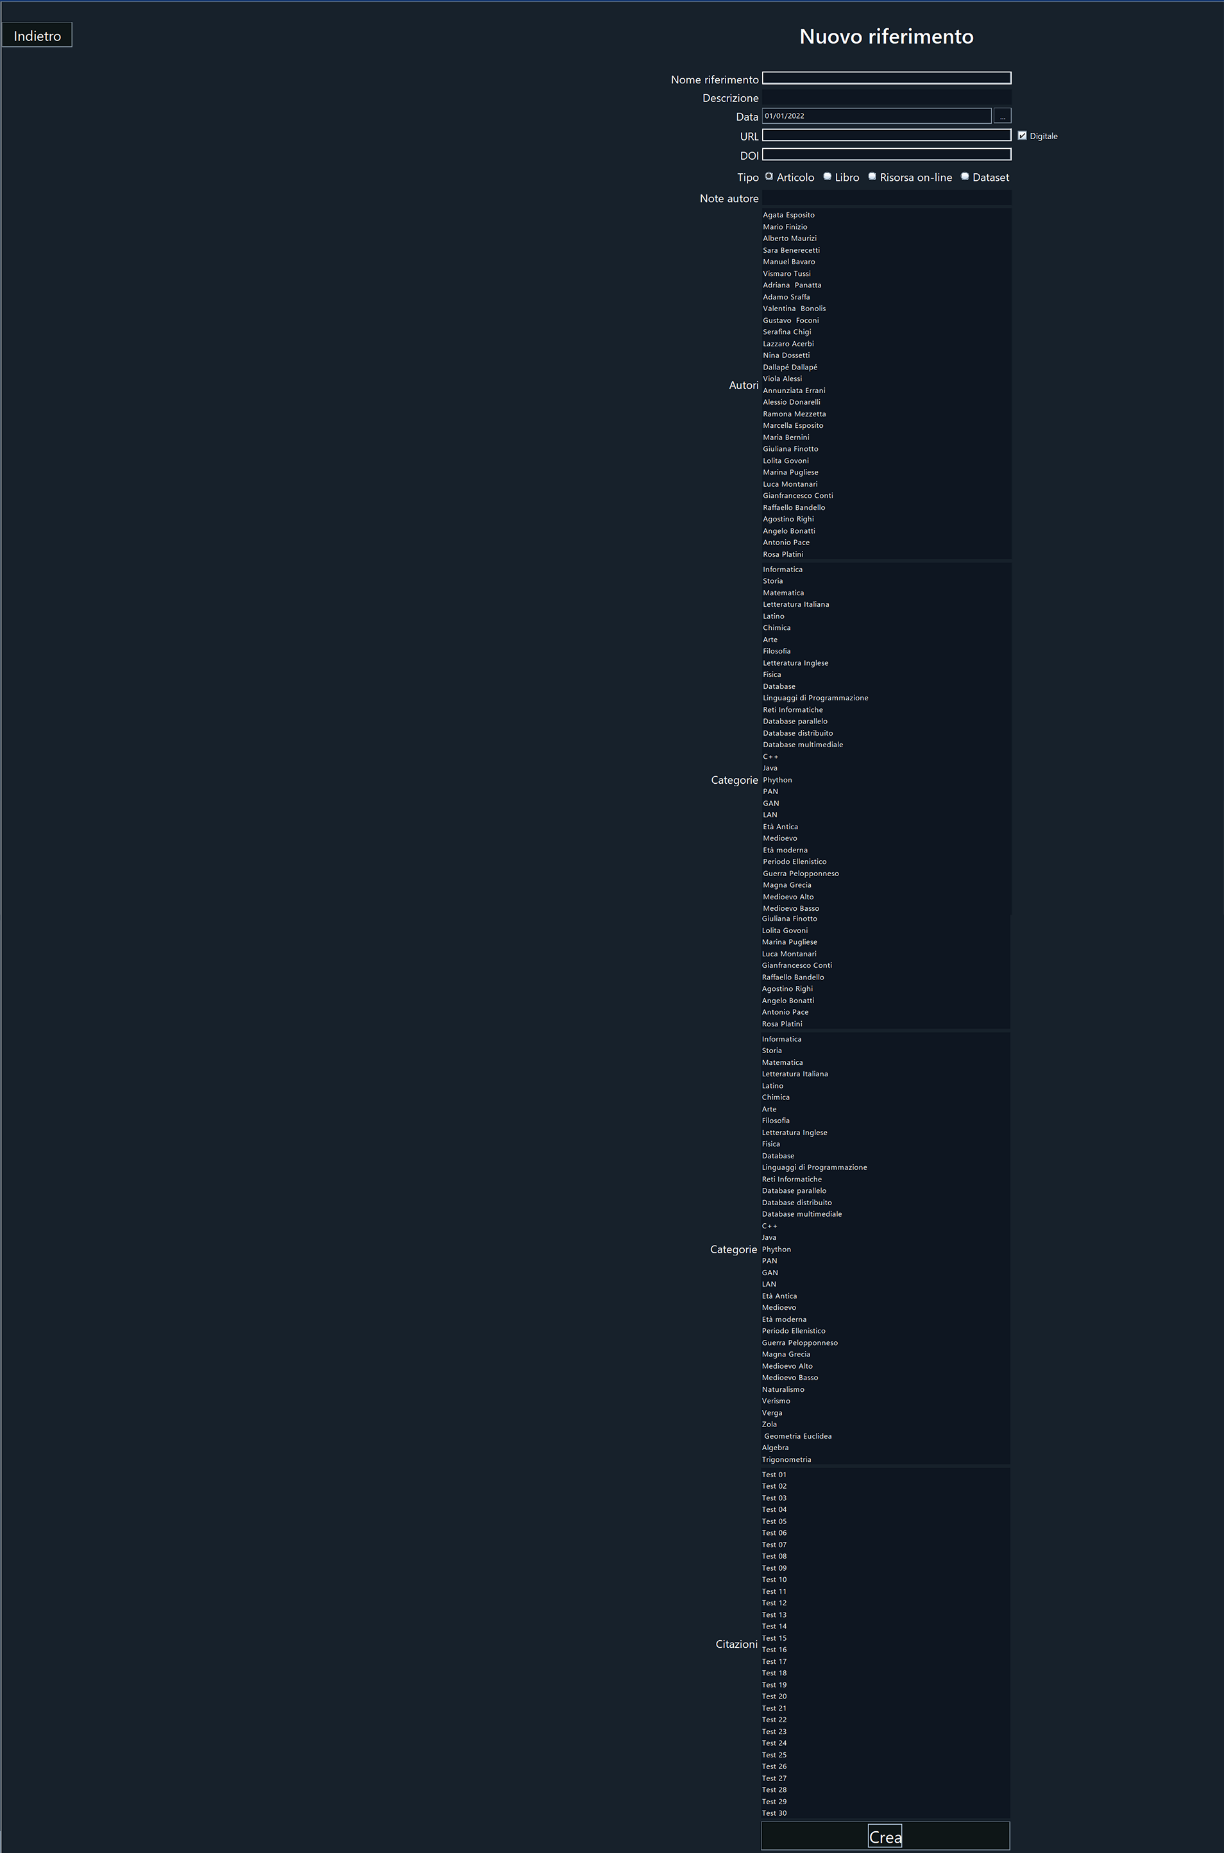 Indietro
Nuovo riferimento
Nome riferimento
Descrizione
Data 01/01/2022 ...
URL Digitale
DOI
Tipo Articolo Libro Risorsa on-line Dataset
Note autore
Agata Esposito
Mario Finizio
Alberto Maurizi
Sara Benerecetti
Manuel Bavaro
Vismaro Tussi
Adriana  Panatta
Adamo Sraffa
Valentina  Bonolis
Gustavo  Foconi
Serafina Chigi
Lazzaro Acerbi
Nina Dossetti
Dallapé Dallapé
Viola Alessi
Autori
Annunziata Errani
Alessio Donarelli
Ramona Mezzetta
Marcella Esposito
Maria Bernini
Giuliana Finotto
Lolita Govoni
Marina Pugliese
Luca Montanari
Gianfrancesco Conti
Raffaello Bandello
Agostino Righi
Angelo Bonatti
Antonio Pace
Rosa Platini
Informatica
Storia
Matematica
Letteratura Italiana
Latino
Chimica
Arte
Filosofia
Letteratura Inglese
Fisica
Database
Linguaggi di Programmazione
Reti Informatiche
Database parallelo
Database distribuito
Database multimediale
C++
Java
Categorie Phython
PAN
GAN
LAN
Età Antica
Medioevo
Età moderna
Periodo Ellenistico
Guerra Pelopponneso
Magna Grecia
Medioevo Alto
Medioevo Basso
Giuliana Finotto
Lolita Govoni
Marina Pugliese
Luca Montanari
Gianfrancesco Conti
Raffaello Bandello
Agostino Righi
Angelo Bonatti
Antonio Pace
Rosa Platini
Informatica
Storia
Matematica
Letteratura Italiana
Latino
Chimica
Arte
Filosofia
Letteratura Inglese
Fisica
Database
Linguaggi di Programmazione
Reti Informatiche
Database parallelo
Database distribuito
Database multimediale
C++
Java
Categorie Phython
PAN
GAN
LAN
Età Antica
Medioevo
Età moderna
Periodo Ellenistico
Guerra Pelopponneso
Magna Grecia
Medioevo Alto
Medioevo Basso
Naturalismo
Verismo
Verga
Zola
Geometria Euclidea
Algebra
Trigonometria
Test 01
Test 02
Test 03
Test 04
Test 05
Test 06
Test 07
Test 08
Test 09
Test 10
Test 11
Test 12
Test 13
Test 14
Test 15
Citazioni
Test 16
Test 17
Test 18
Test 19
Test 20
Test 21
Test 22
Test 23
Test 24
Test 25
Test 26
Test 27
Test 28
Test 29
Test 30
Crea